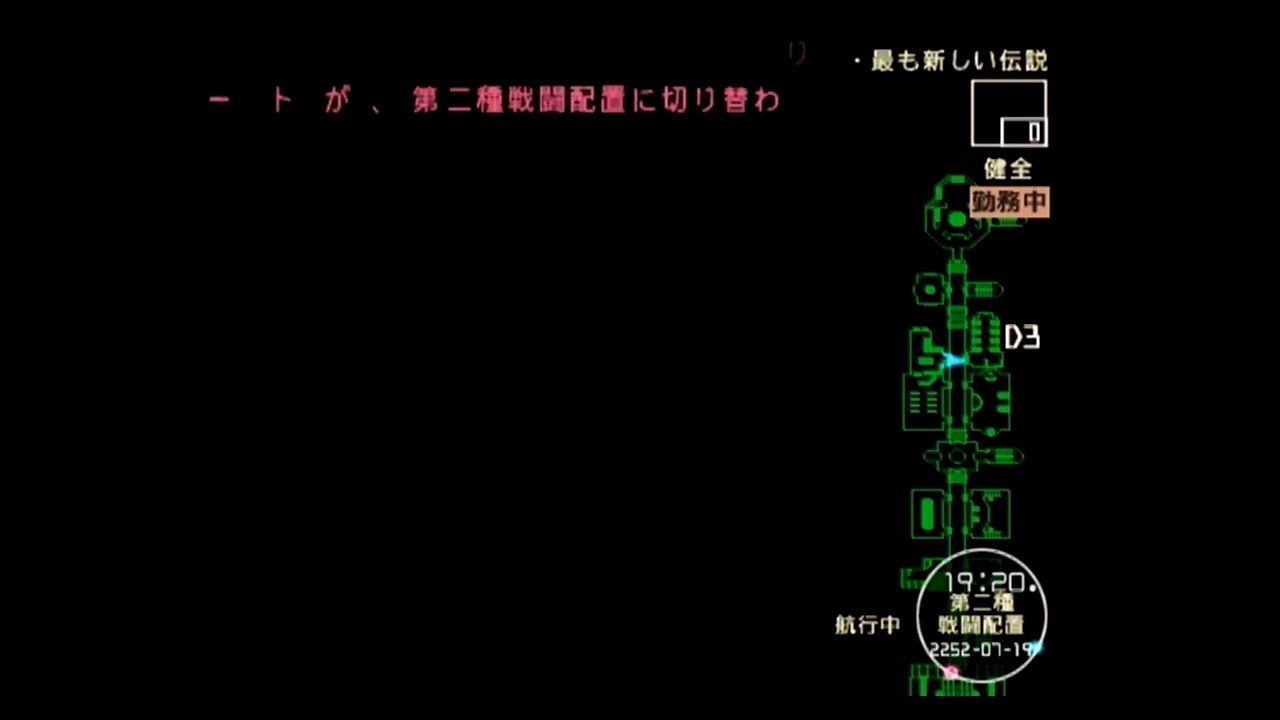 り
・最も新しい伝説
ートが、第二種戦闘配置に切り替わ
0
健全
勤務中
D3
19:20.
第二種
戦闘配置
航行中
2252-07-19